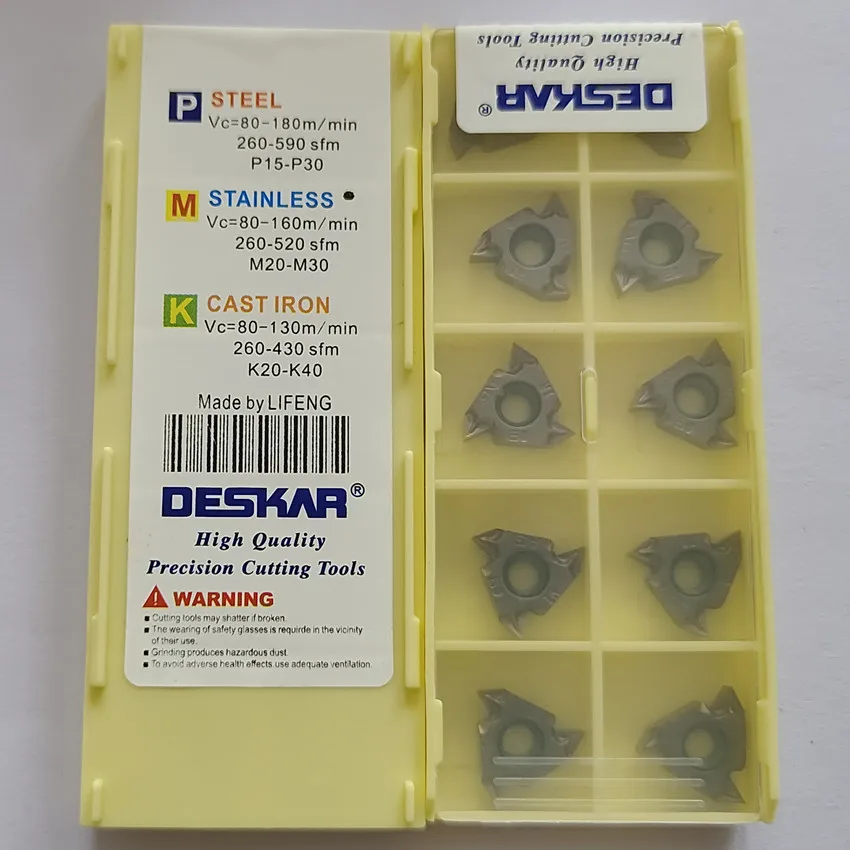 P STEEL
Vc=80-180m/min
260-590 sfm
P15-P30
M STAINLESS
Vc=80-160m/min
260-520 sfm
M20-M30
K CAST IRON
Vc=80-130m/min
260-430 sfm
K20-K40
Made by LIFENG
DESKAR®
High Quality
Precision Cutting Tools
WARNING
Cutting tools may shatter if broken.
The wearing of safety glasses is requirde in the vicinity
of their use.
Grinding produces hazardous dust.
To avoid adverse health effects,use adequate ventilation.
DESKAR®
High Quality
Precision Cutting Tools